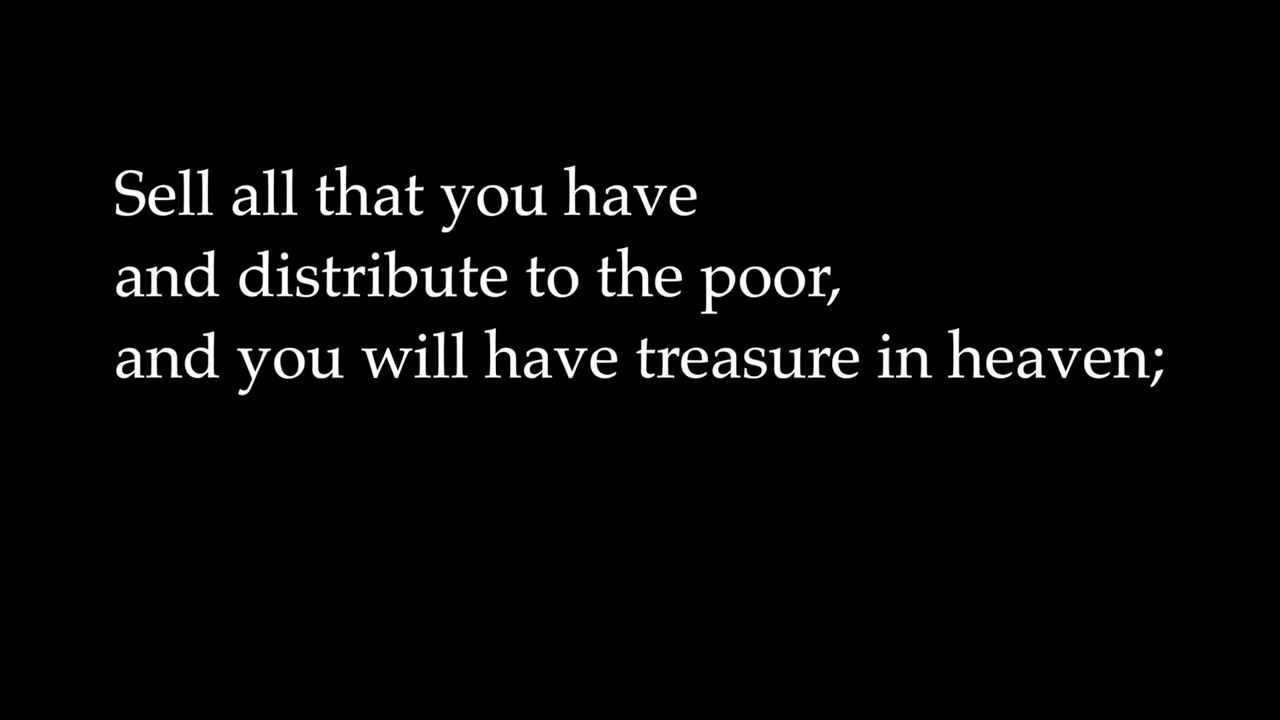 Sell all that you have
and distribute to the poor,
and you will have treasure in heaven;